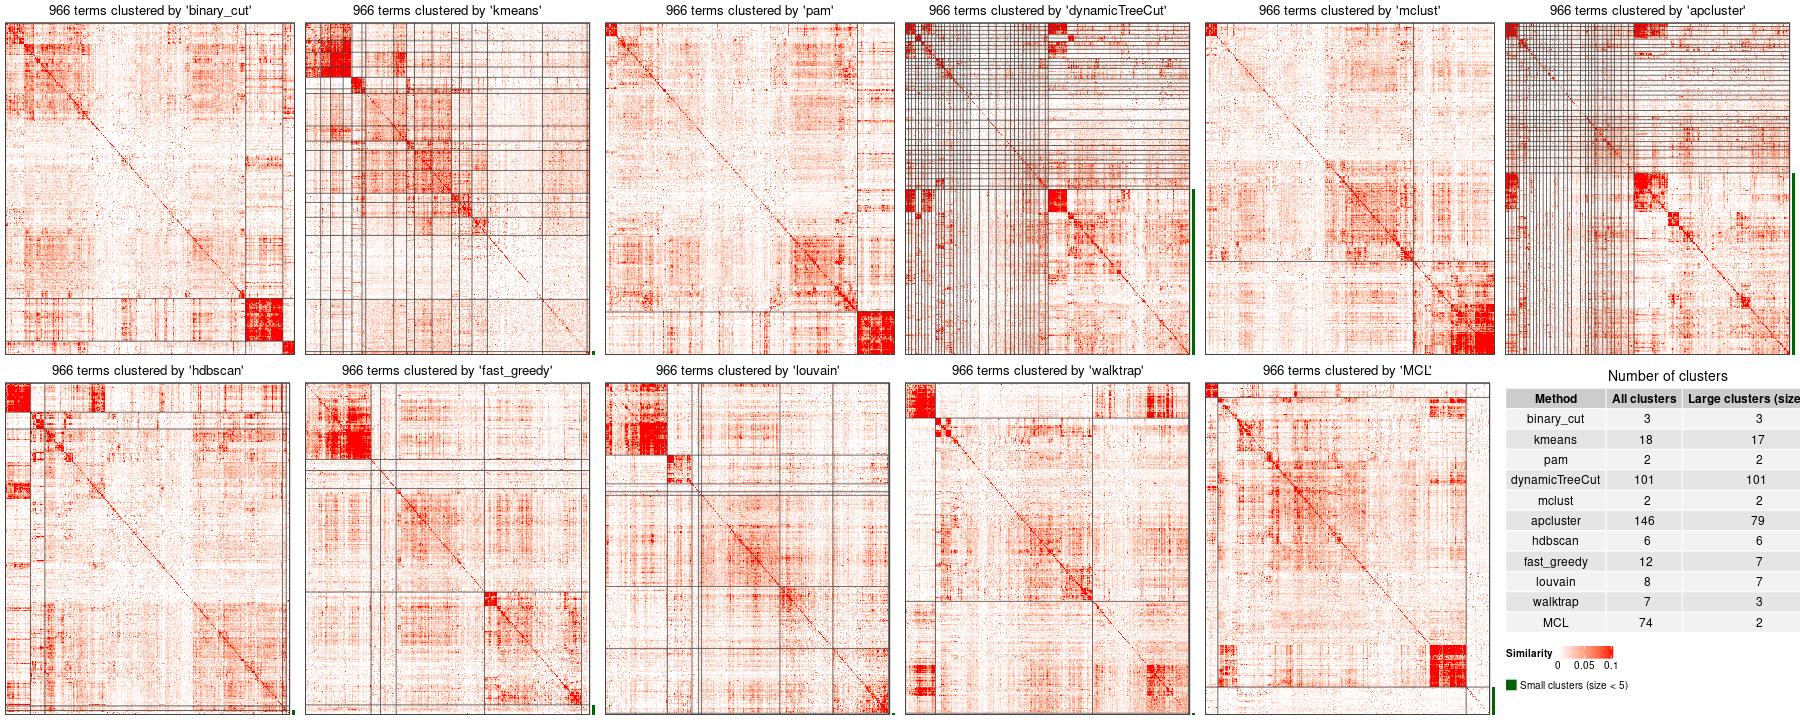 966 terms clustered by 'binary_cut'
966 terms clustered by 'kmeans'
966 terms clustered by 'pam'
966 terms clustered by 'dynamicTreeCut'
966 terms clustered by 'mclust'
966 terms clustered by 'apcluster'
966 terms clustered by 'hdbscan'
966 terms clustered by 'fast_greedy'
966 terms clustered by 'louvain'
966 terms clustered by 'walktrap'
966 terms clustered by 'MCL'
Number of clusters
Method All clusters Large clusters (size
binary_cut 3 3
kmeans 18 17
pam 2 2
dynamicTreeCut 101 101
mclust 2 2
apcluster 146 79
hdbscan 6 6
fast_greedy 12 7
louvain 8 7
walktrap 7 3
MCL 74 2
Similarity
0 0.05 0.1
Small clusters (size < 5)